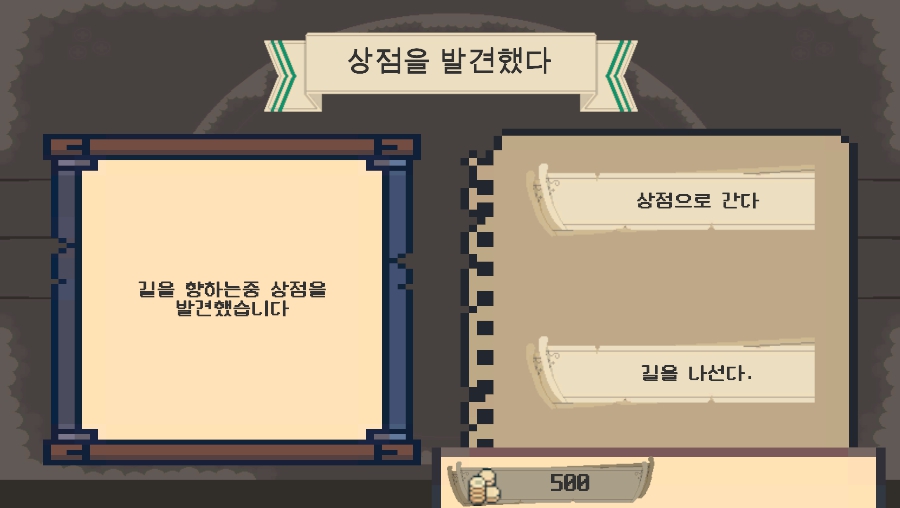 상점을 발견했다
길을 향하는중 상점을
발견했습니다
상점으로 간다
길을 나선다.
500